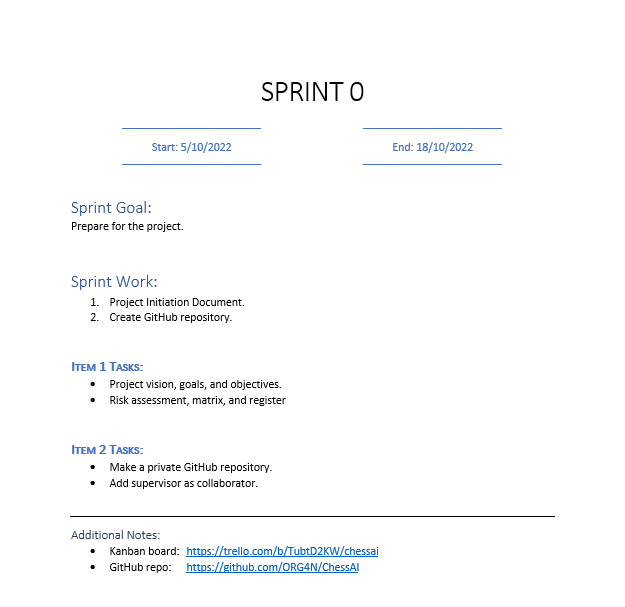 SPRINT 0
Start: 5/10/2022
End: 18/10/2022
Sprint Goal:
Prepare for the project.
Sprint Work:
1. Project Initiation Document.
2. Create GitHub repository.
ITEM 1 TASKS:
• Project vision, goals, and objectives.
• Risk assessment, matrix, and register
ITEM 2 TASKS:
• Make a private GitHub repository.
• Add supervisor as collaborator.
Additional Notes:
• Kanban board: https://trello.com/b/TubtD2KW/chessai
• GitHub repo: https://github.com/ORG4N/ChessAI